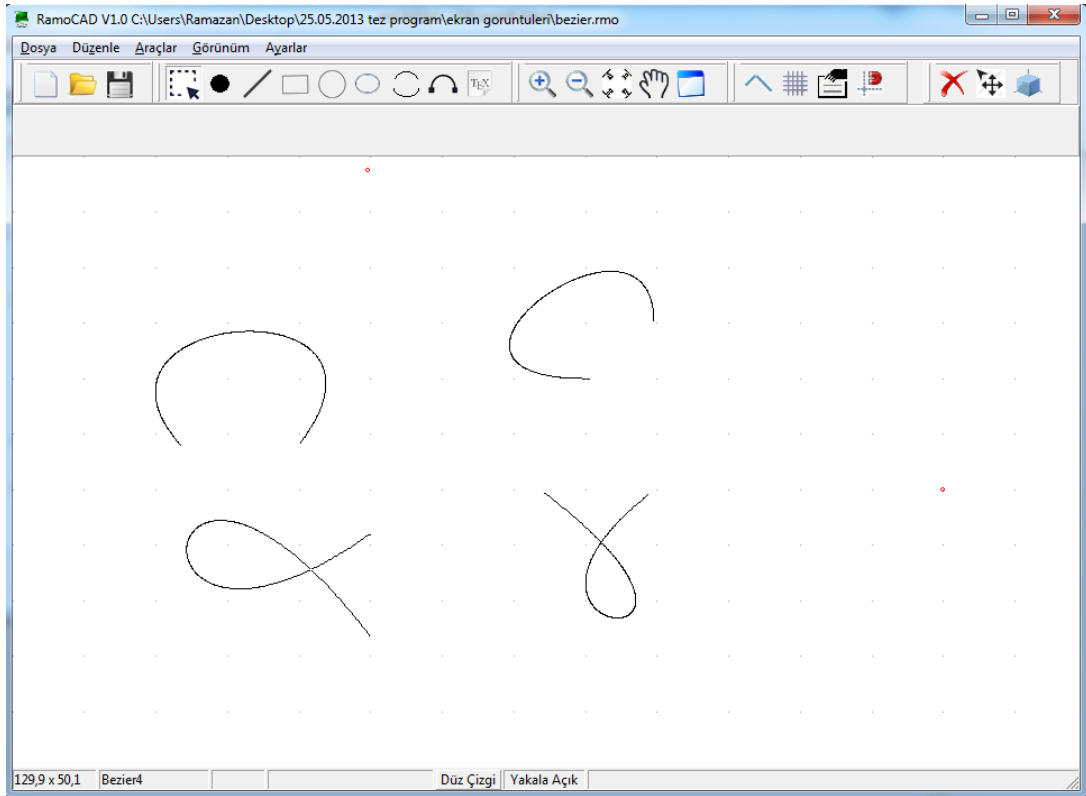 RamoCAD V1.0 C:\Users\Ramazan\Desktop\25.05.2013 tez program\ekran goruntuleri\bezier.rmo
Dosya Düzenle Araçlar Görünüm Ayarlar
TEX
129,9 x 50,1 Bezier4 Düz Çizgi Yakala Açık